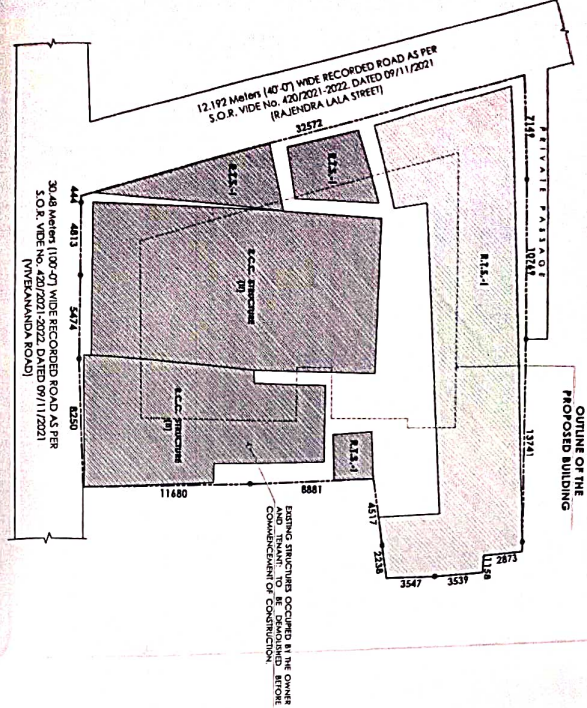 OUTLINE OF THE
PROPOSED BUILDING
PRIVATE PASSAGE
7149
10769
13741
12.192 Meters (40'-0") WIDE RECORDED ROAD AS PER
S.O.R. VIDE No. 420/2021-2022, DATED 09/11/2021
(RAJENDRA LALA STREET)
32572
R.T.S.-I
R.T.S.-I
R.T.S.-I
R.C.C. STRUCTURE
R.C.C. STRUCTURE
R.T.S.-I
2873
1158
3539
3547
2238
4517
8881
11680
444
4813
5474
8250
30.48 Meters (100'-0") WIDE RECORDED ROAD AS PER
S.O.R. VIDE No. 420/2021-2022, DATED 09/11/2021
(VIVEKANANDA ROAD)
EXISTING STRUCTURES OCCUPIED BY THE OWNER
AND TENANT: TO BE DEMOLISHED BEFORE
COMMENCEMENT OF CONSTRUCTION.